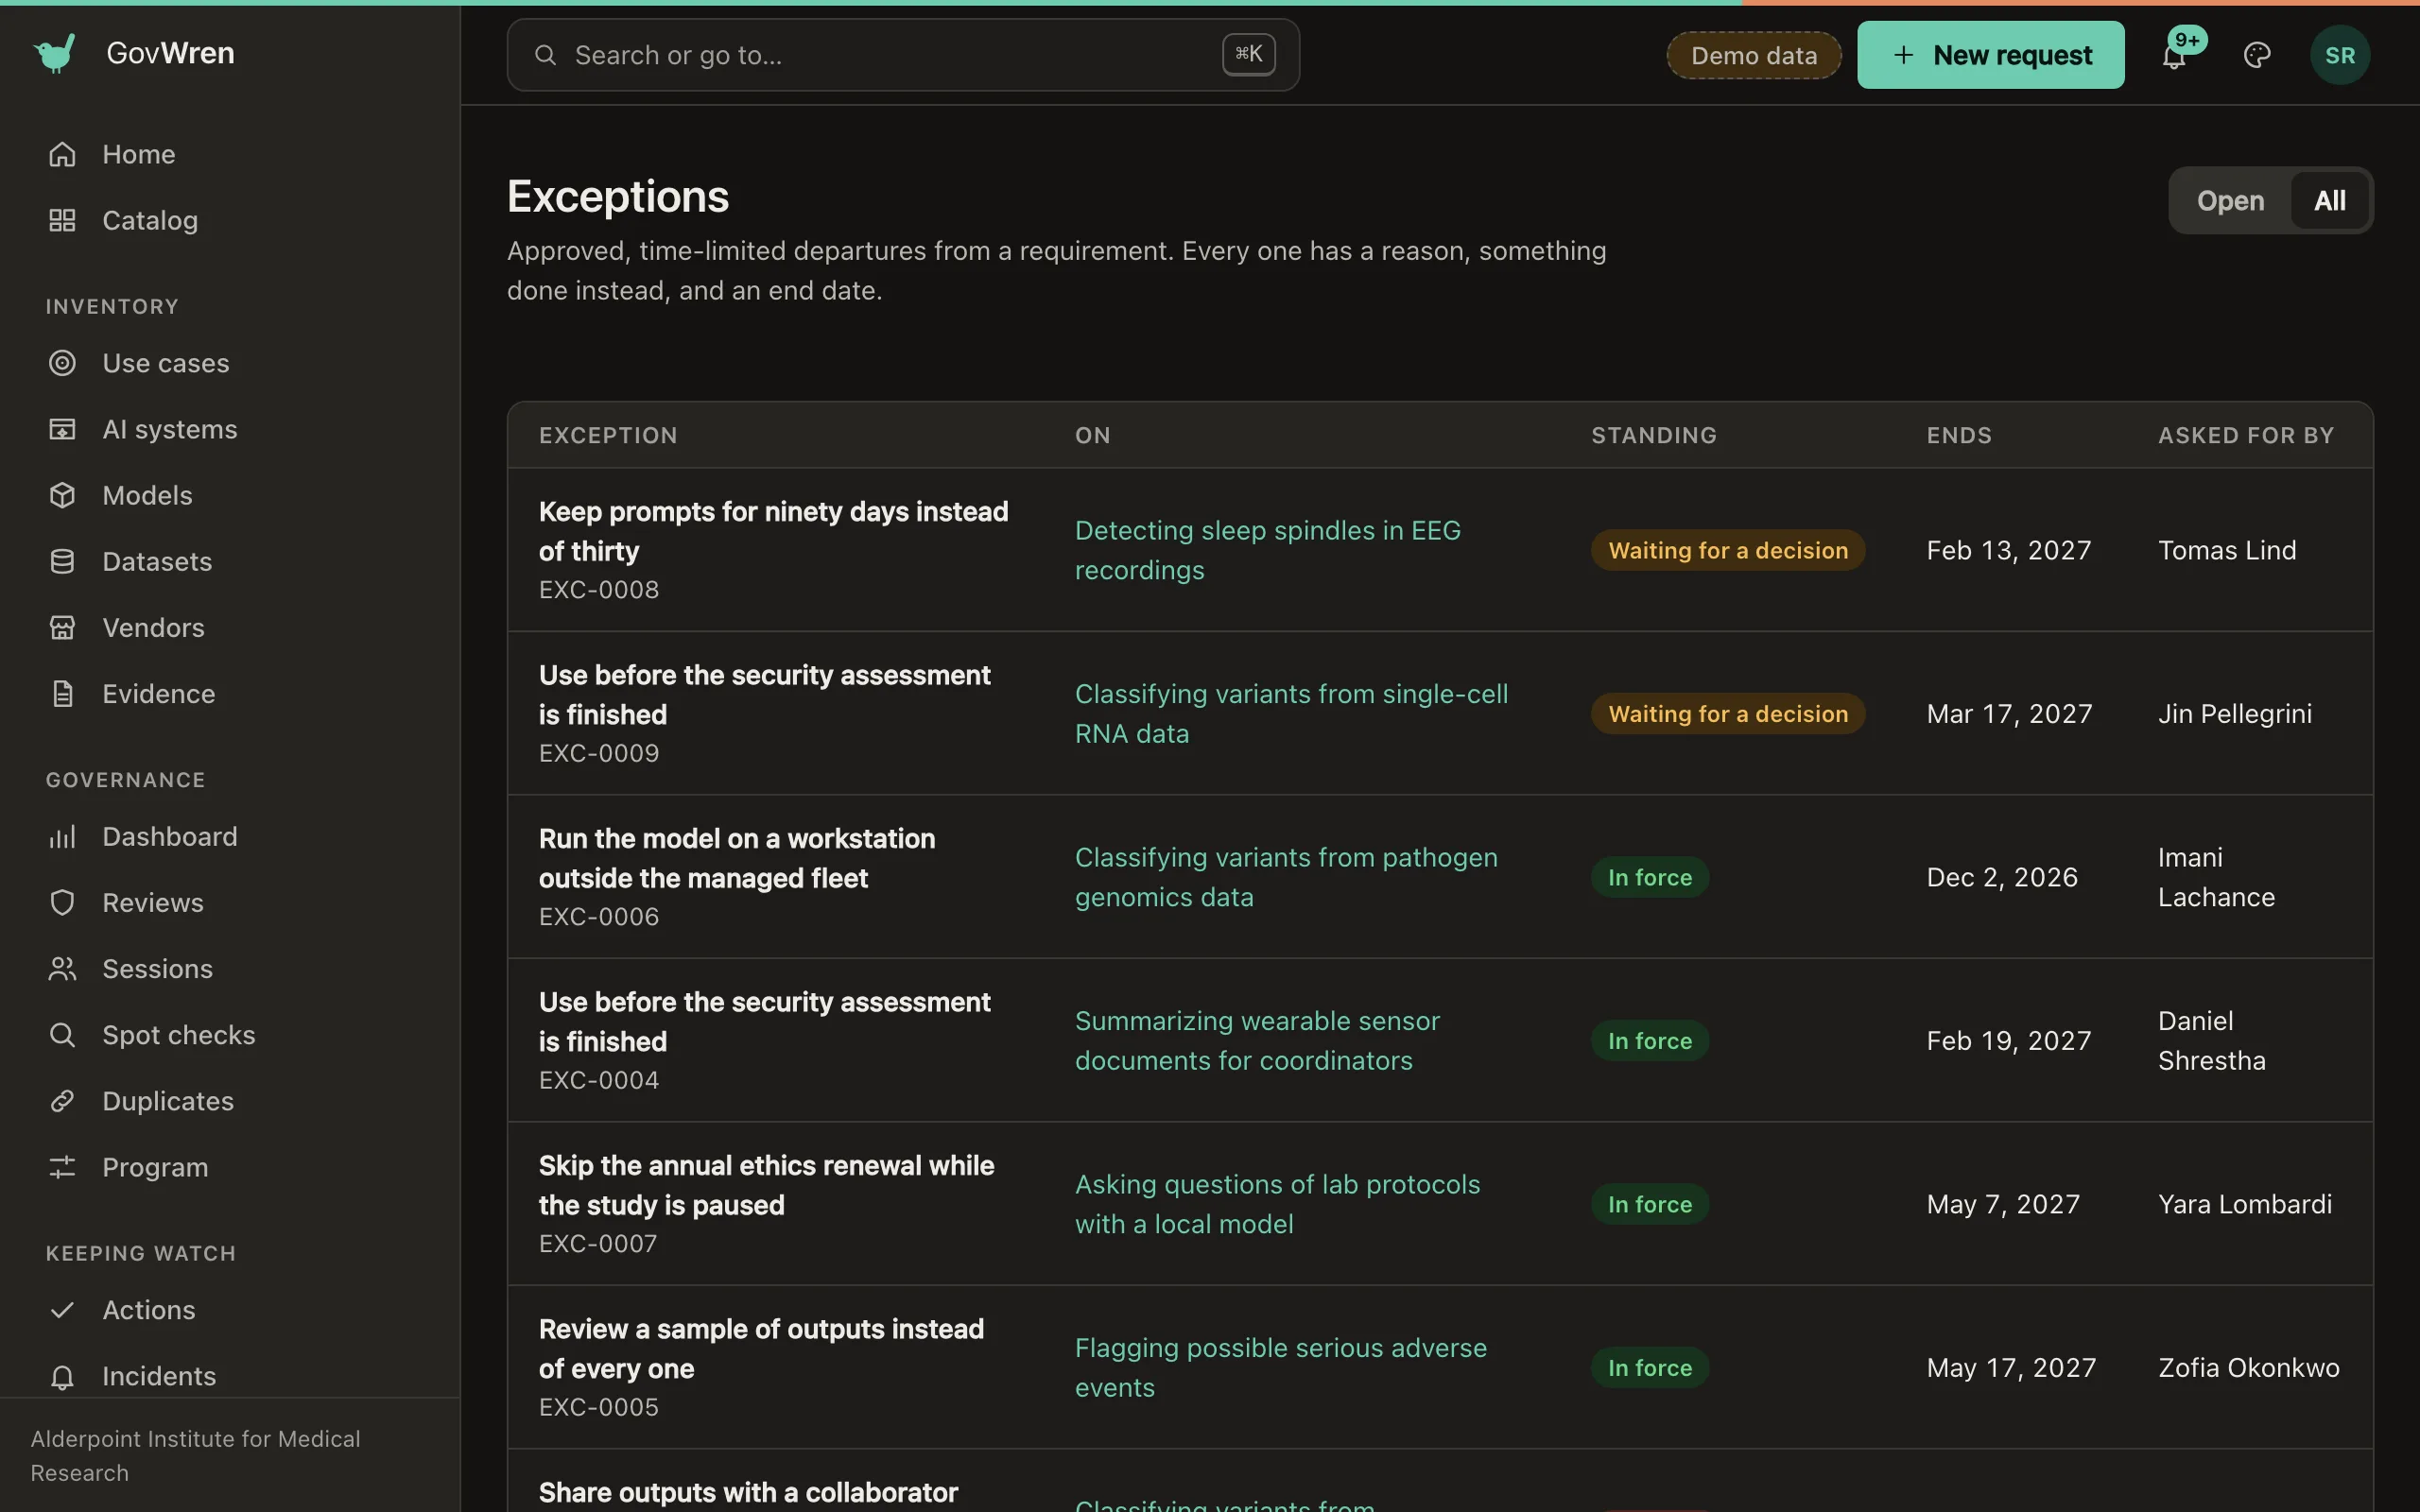 GovWren
Search or go to...
⌘K
Demo data
+ New request
9+
SR
Home
Catalog
INVENTORY
Use cases
AI systems
Models
Datasets
Vendors
Evidence
GOVERNANCE
Dashboard
Reviews
Sessions
Spot checks
Duplicates
Program
KEEPING WATCH
Actions
Incidents
Alderpoint Institute for Medical
Research
Exceptions
Open
All
Approved, time-limited departures from a requirement. Every one has a reason, something
done instead, and an end date.
EXCEPTION
ON
STANDING
ENDS
ASKED FOR BY
Keep prompts for ninety days instead
of thirty
EXC-0008
Detecting sleep spindles in EEG
recordings
Waiting for a decision
Feb 13, 2027
Tomas Lind
Use before the security assessment
is finished
EXC-0009
Classifying variants from single-cell
RNA data
Waiting for a decision
Mar 17, 2027
Jin Pellegrini
Run the model on a workstation
outside the managed fleet
EXC-0006
Classifying variants from pathogen
genomics data
In force
Dec 2, 2026
Imani
Lachance
Use before the security assessment
is finished
EXC-0004
Summarizing wearable sensor
documents for coordinators
In force
Feb 19, 2027
Daniel
Shrestha
Skip the annual ethics renewal while
the study is paused
EXC-0007
Asking questions of lab protocols
with a local model
In force
May 7, 2027
Yara Lombardi
Review a sample of outputs instead
of every one
EXC-0005
Flagging possible serious adverse
events
In force
May 17, 2027
Zofia Okonkwo
Share outputs with a collaborator
Classifying variants from